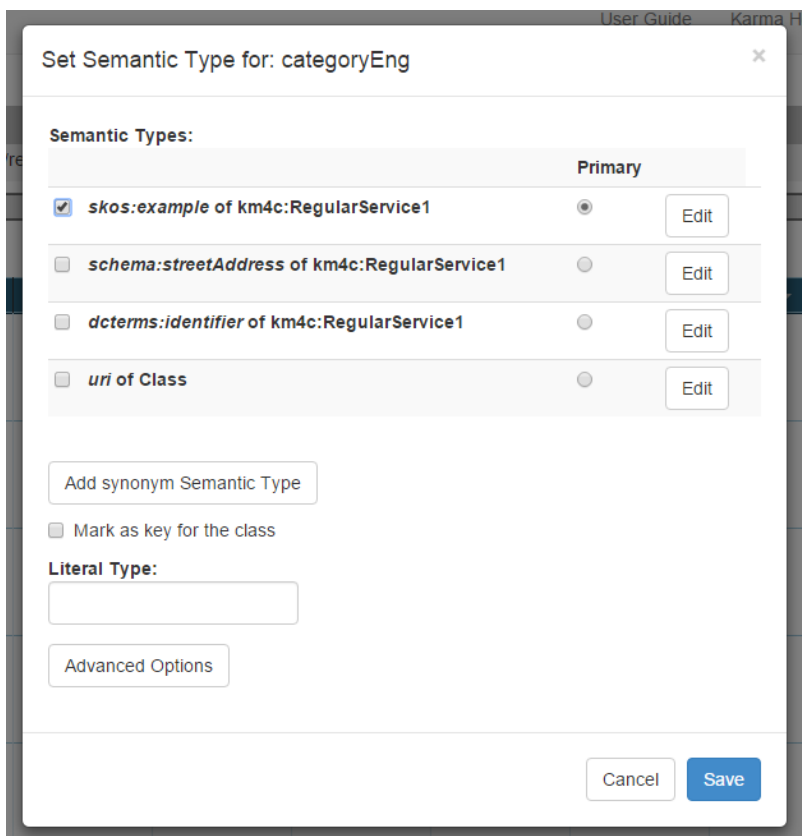 User Guide Karma H
Set Semantic Type for: categoryEng ×
/re
Semantic Types:
Primary
skos:example of km4c:RegularService1 Edit
schema:streetAddress of km4c:RegularService1 Edit
dcterms:identifier of km4c:RegularService1 Edit
uri of Class Edit
Add synonym Semantic Type
Mark as key for the class
Literal Type:
Advanced Options
Cancel Save